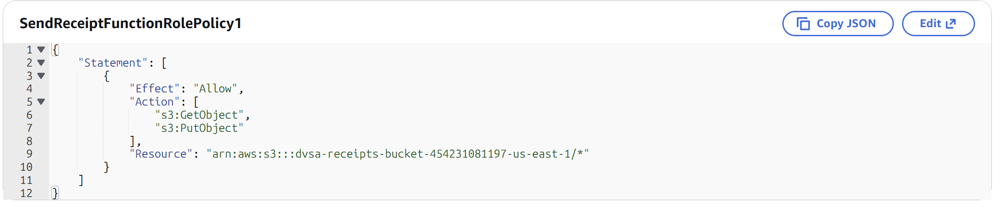 SendReceiptFunctionRolePolicy1
Copy JSON
Edit
1 {
2     "Statement": [
3         {
4             "Effect": "Allow",
5             "Action": [
6                 "s3:GetObject",
7                 "s3:PutObject"
8             ],
9             "Resource": "arn:aws:s3:::dvsa-receipts-bucket-454231081197-us-east-1/*"
10         }
11     ]
12 }